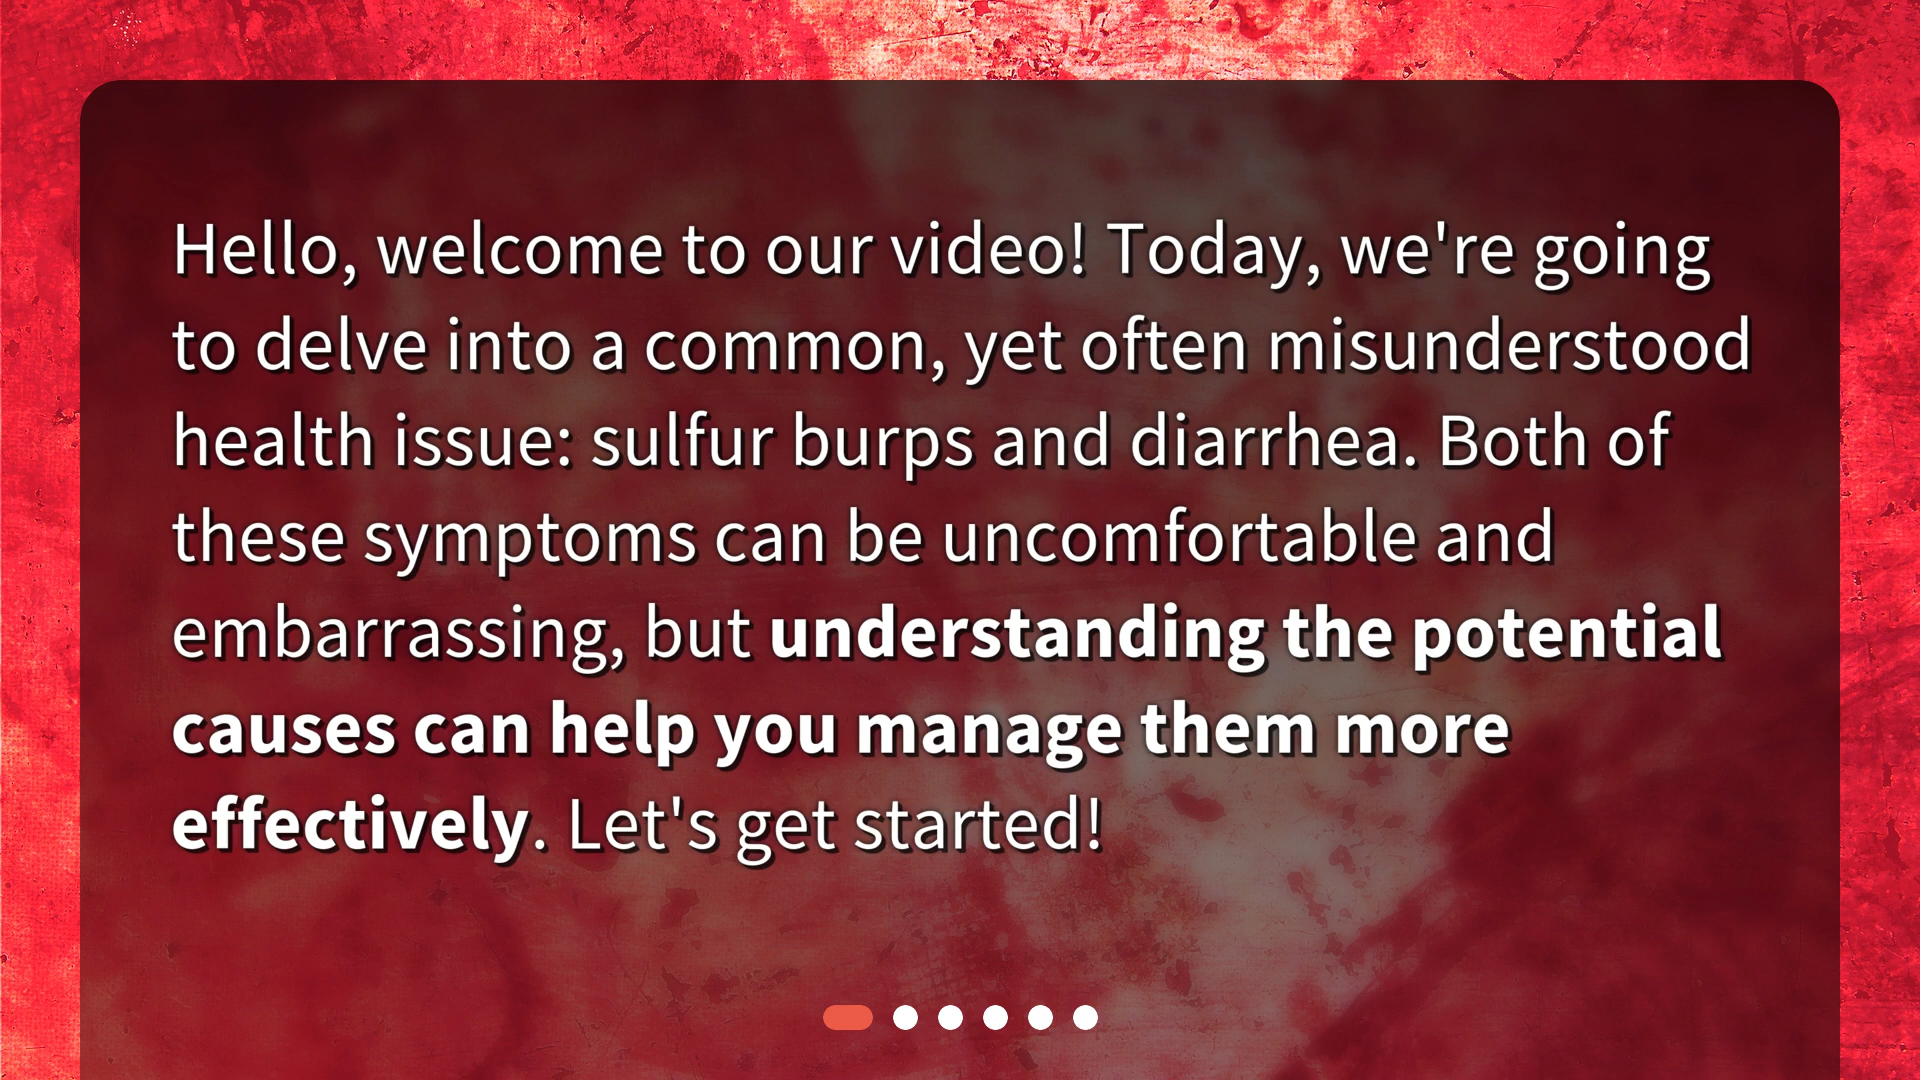 Hello, welcome to our video! Today, we're going
to delve into a common, yet often misunderstood
health issue: sulfur burps and diarrhea. Both of
these symptoms can be uncomfortable and
embarrassing, but understanding the potential
causes can help you manage them more
effectively. Let's get started!